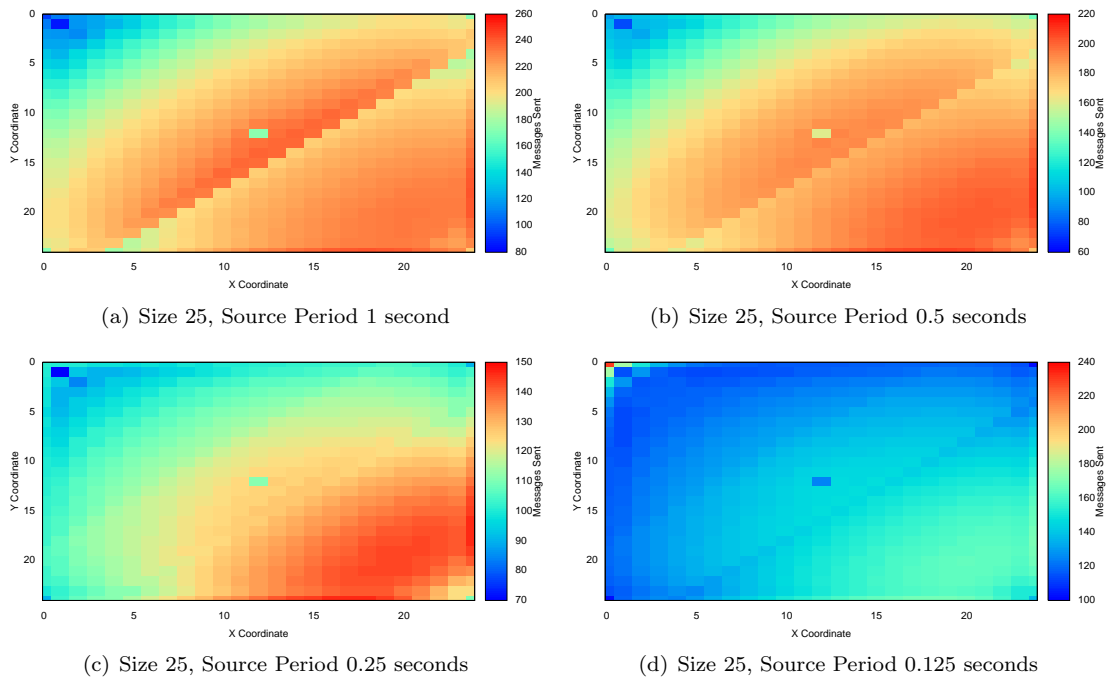 0
5
10
15
20
Y Coordinate
0 5 10 15 20
X Coordinate
260
240
220
200
180
160
140
120
100
80
Messages Sent
(a) Size 25, Source Period 1 second
0
5
10
15
20
Y Coordinate
0 5 10 15 20
X Coordinate
220
200
180
160
140
120
100
80
60
Messages Sent
(b) Size 25, Source Period 0.5 seconds
0
5
10
15
20
Y Coordinate
0 5 10 15 20
X Coordinate
150
140
130
120
110
100
90
80
70
Messages Sent
(c) Size 25, Source Period 0.25 seconds
0
5
10
15
20
Y Coordinate
0 5 10 15 20
X Coordinate
240
220
200
180
160
140
120
100
Messages Sent
(d) Size 25, Source Period 0.125 seconds